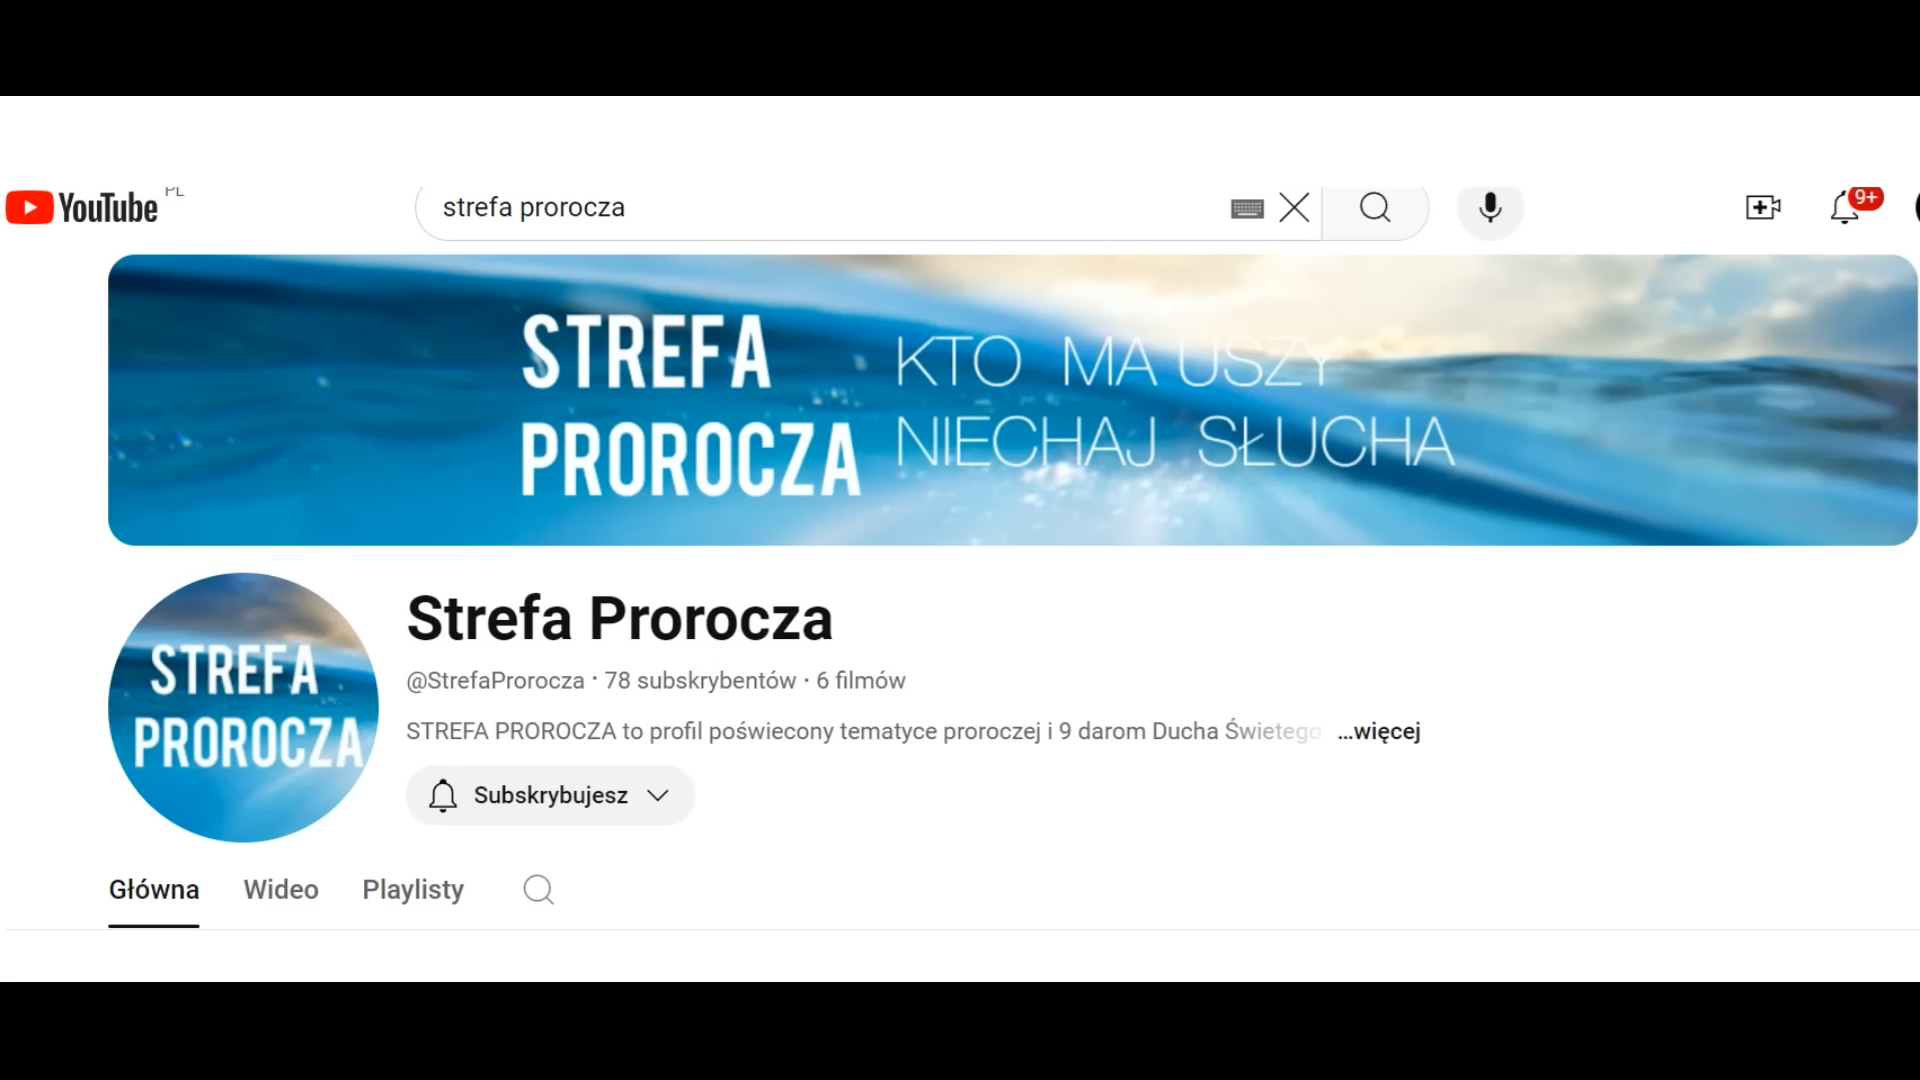 YouTube PL
strefa prorocza
9+
STREFA
PROROCZA
KTO MA USZY
NIECHAJ SŁUCHA
STREFA
PROROCZA
Strefa Prorocza
@StrefaProrocza · 78 subskrybentów · 6 filmów
STREFA PROROCZA to profil poświecony tematyce proroczej i 9 darom Ducha Świetego. ...więcej
Subskrybujesz
Główna Wideo Playlisty